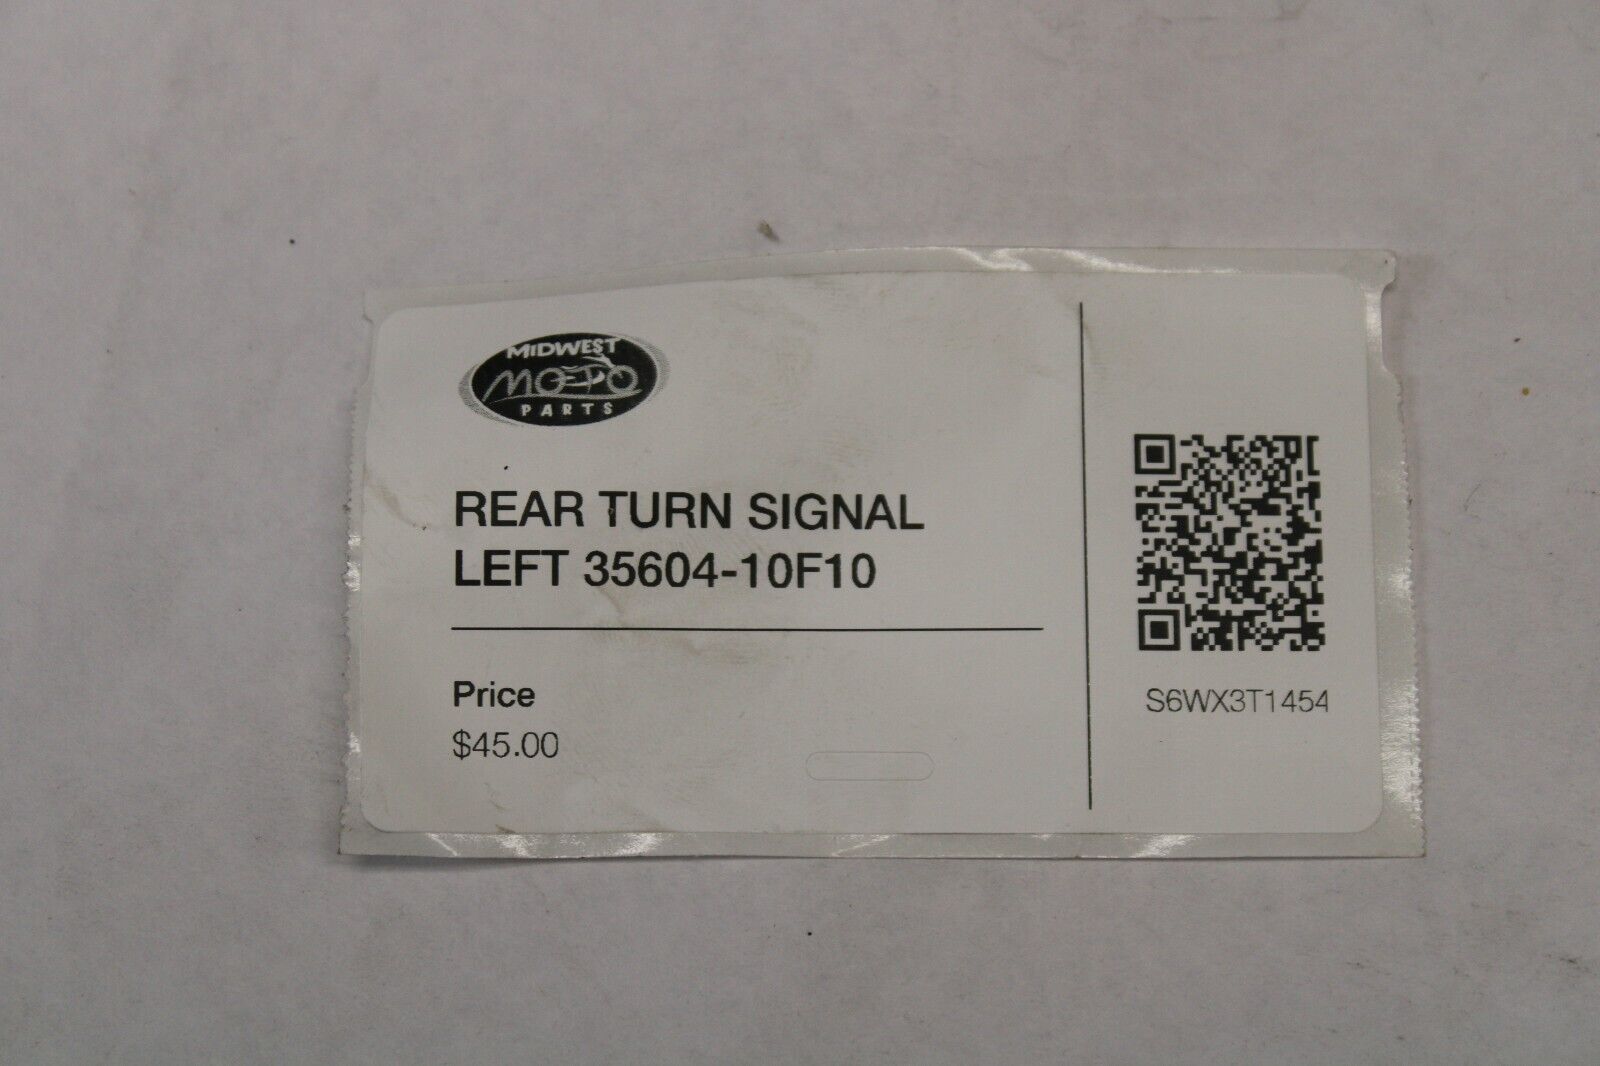 MIDWEST
MOTO
PARTS
REAR TURN SIGNAL
LEFT 35604-10F10
Price
$45.00
S6WX3T1454